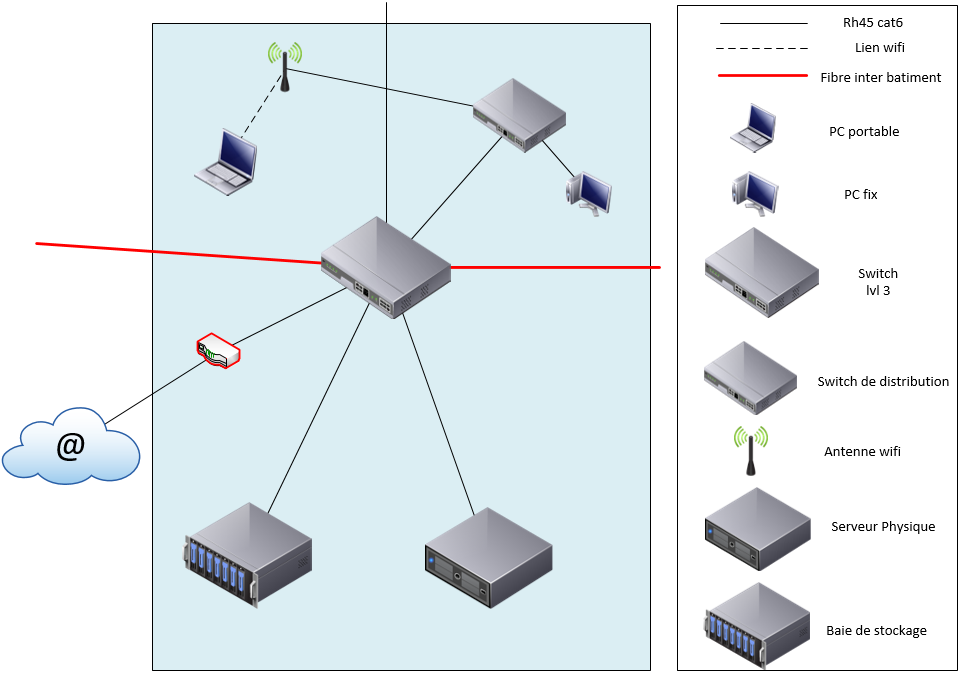 Rh45 cat6
Lien wifi
Fibre inter batiment
PC portable
PC fix
Switch
lvl 3
Switch de distribution
Antenne wifi
Serveur Physique
Baie de stockage
@